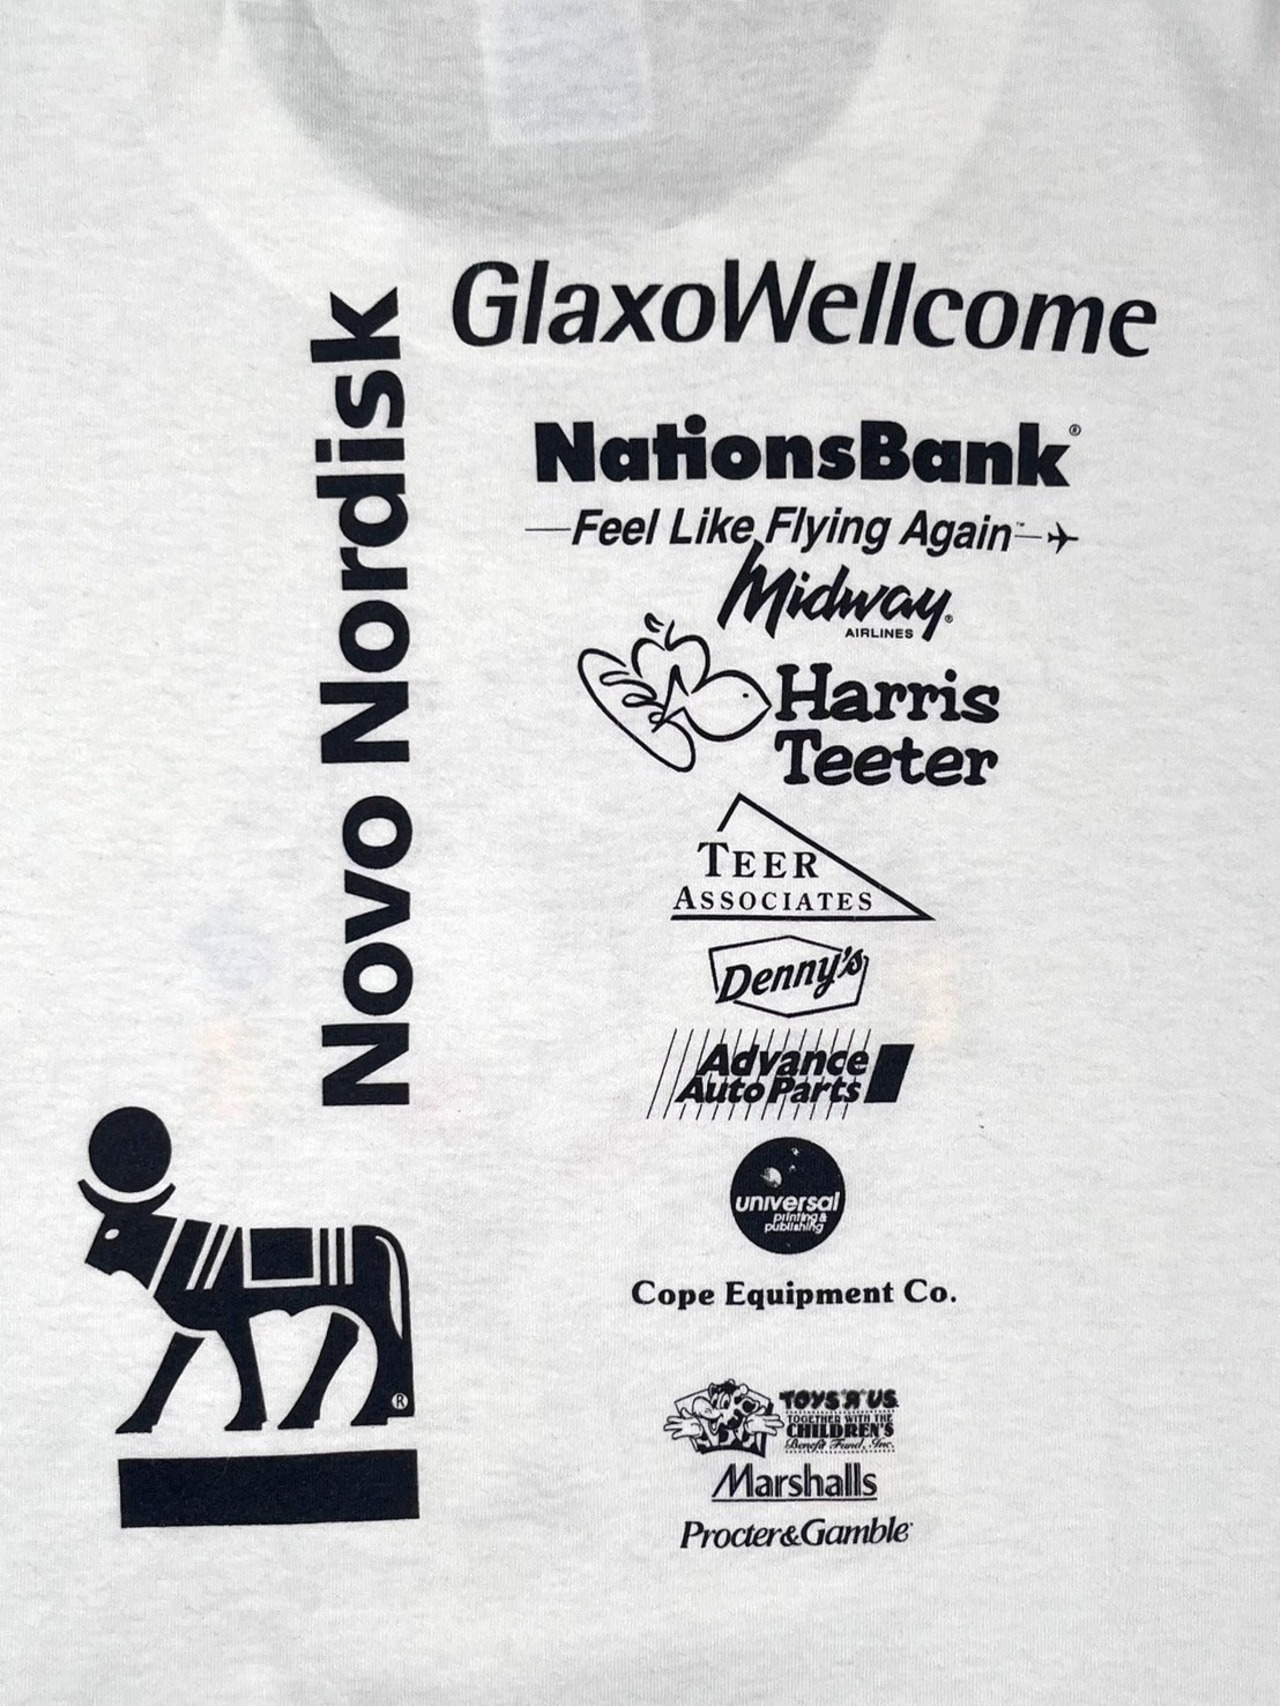 Novo Nordisk
®
GlaxoWellcome
NationsBank®
Feel Like Flying Again™
Midway®
AIRLINES
Harris
Teeter
TEER
ASSOCIATES
Denny's
Advance
Auto Parts
universal
printing &
publishing
Cope Equipment Co.
TOYS "R" US
TOGETHER WITH THE
CHILDREN'S
Benefit Fund, Inc.
Marshalls
Procter&Gamble